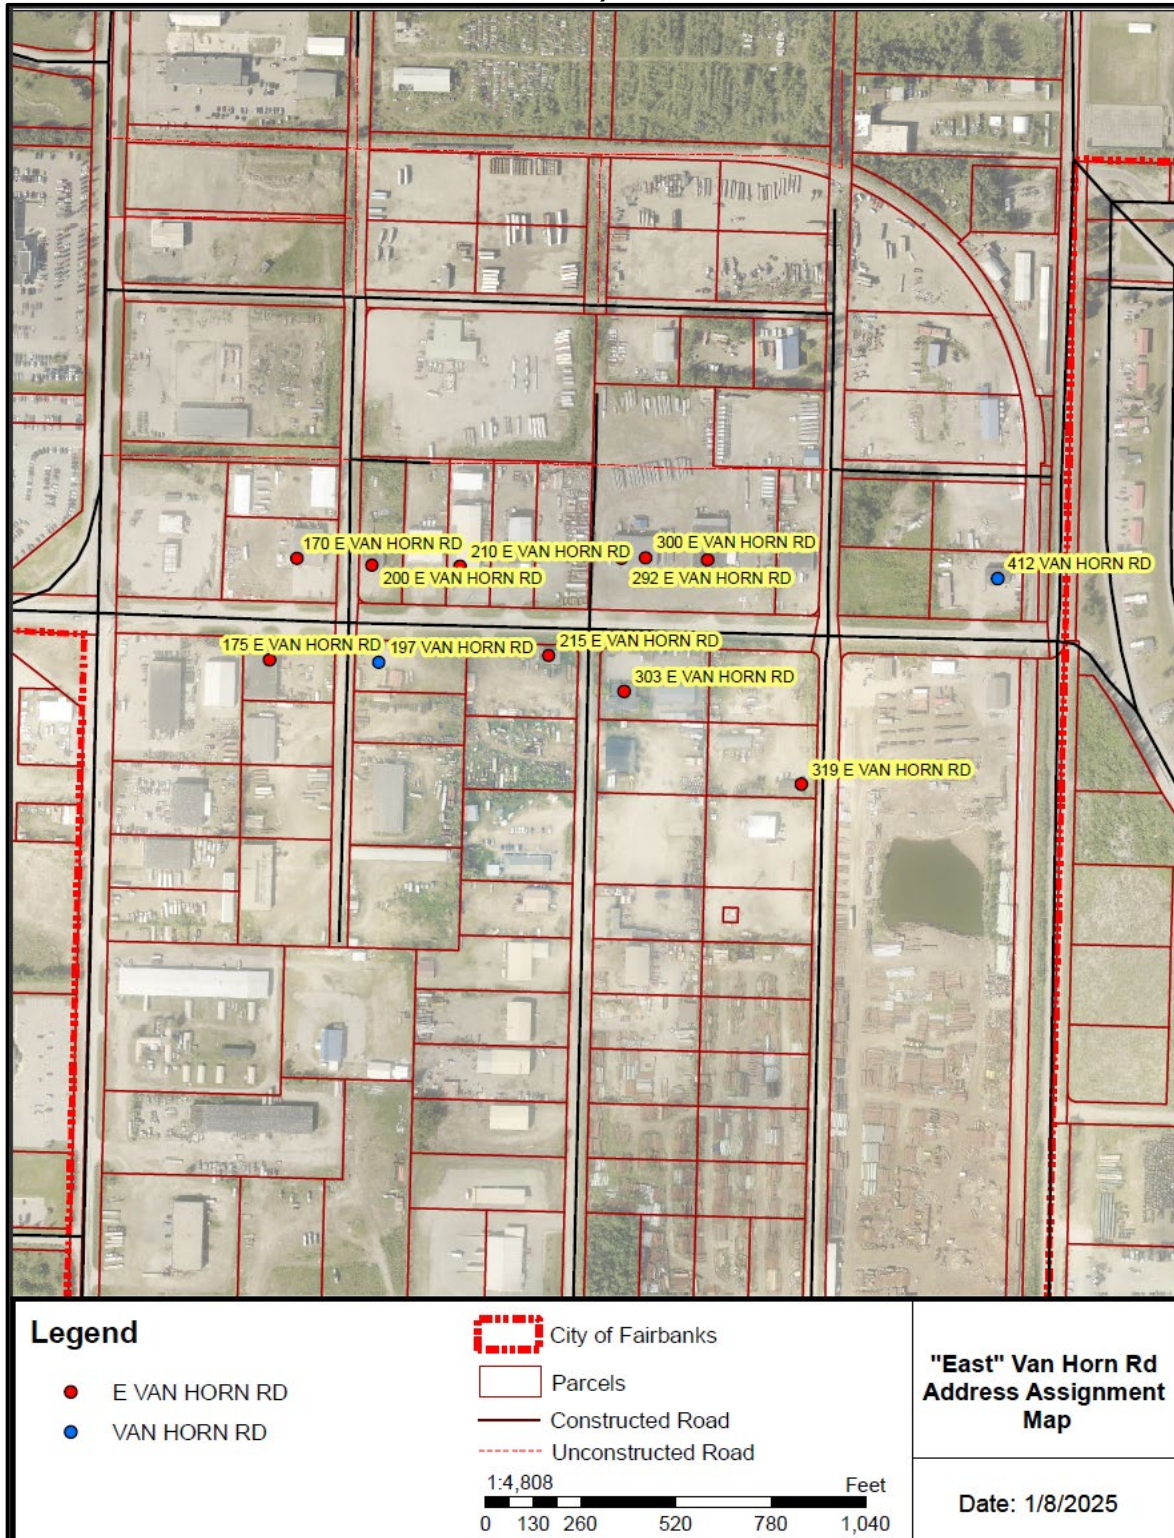 170 E VAN HORN RD
210 E VAN HORN RD
300 E VAN HORN RD
200 E VAN HORN RD
292 E VAN HORN RD
412 VAN HORN RD
175 E VAN HORN RD
197 VAN HORN RD
215 E VAN HORN RD
303 E VAN HORN RD
319 E VAN HORN RD
Legend
E VAN HORN RD
VAN HORN RD
City of Fairbanks
Parcels
Constructed Road
Unconstructed Road
1:4,808 Feet
0 130 260 520 780 1,040
"East" Van Horn Rd
Address Assignment
Map
Date: 1/8/2025